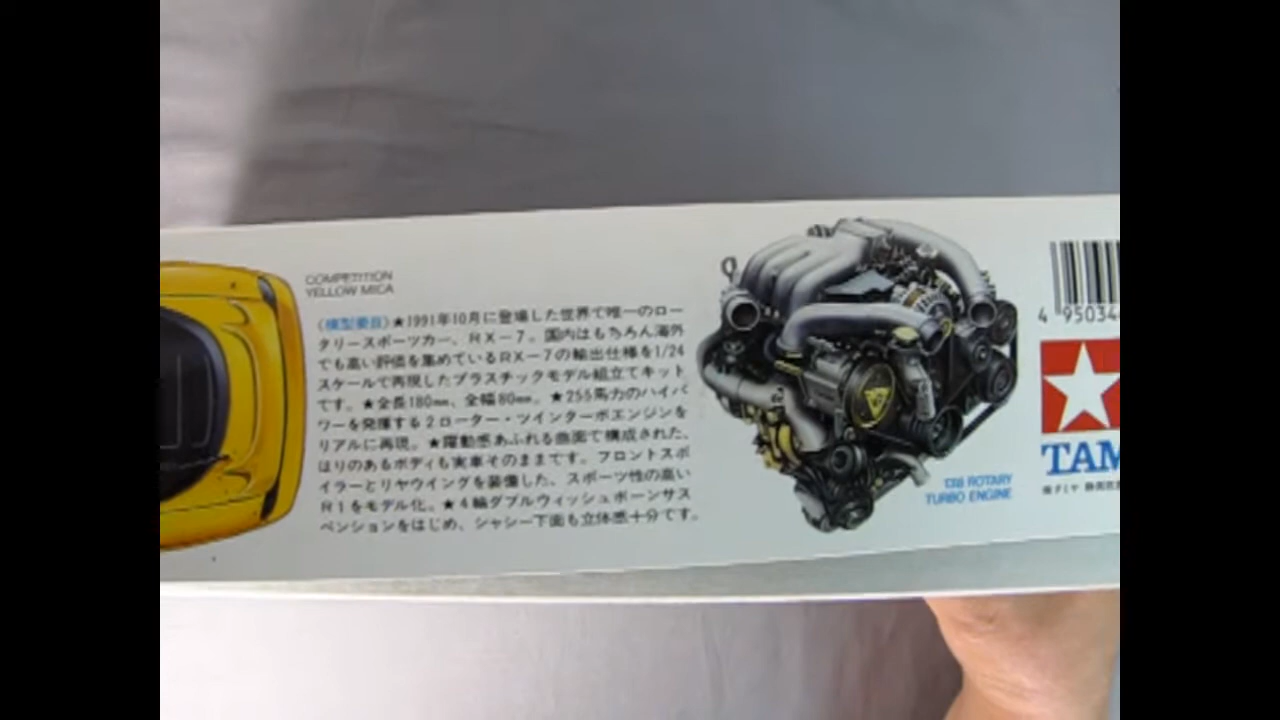 COMPETITION
YELLOW MICA
《模型要目》★1991年10月に登場した世界で唯一のロー
タリースポーツカー、RX−7。国内はもちろん海外
でも高い評価を集めているRX−7の輸出仕様を1/24
スケールで再現したプラスチックモデル組立てキット
です。★全長180mm、全幅80mm。★255馬力のハイパ
ワーを発揮する2ローター・ツインターボエンジンを
リアルに再現。★躍動感あふれる曲面で構成された、
はりのあるボディも実車そのままです。フロントスポ
イラーとリヤウイングを装備した、スポーツ性の高い
R1をモデル化。★4輪ダブルウィッシュボーンサス
ペンションをはじめ、シャシー下面も立体感十分です。
13B ROTARY
TURBO ENGINE
4 95034
TAM
㈱タミヤ 静岡